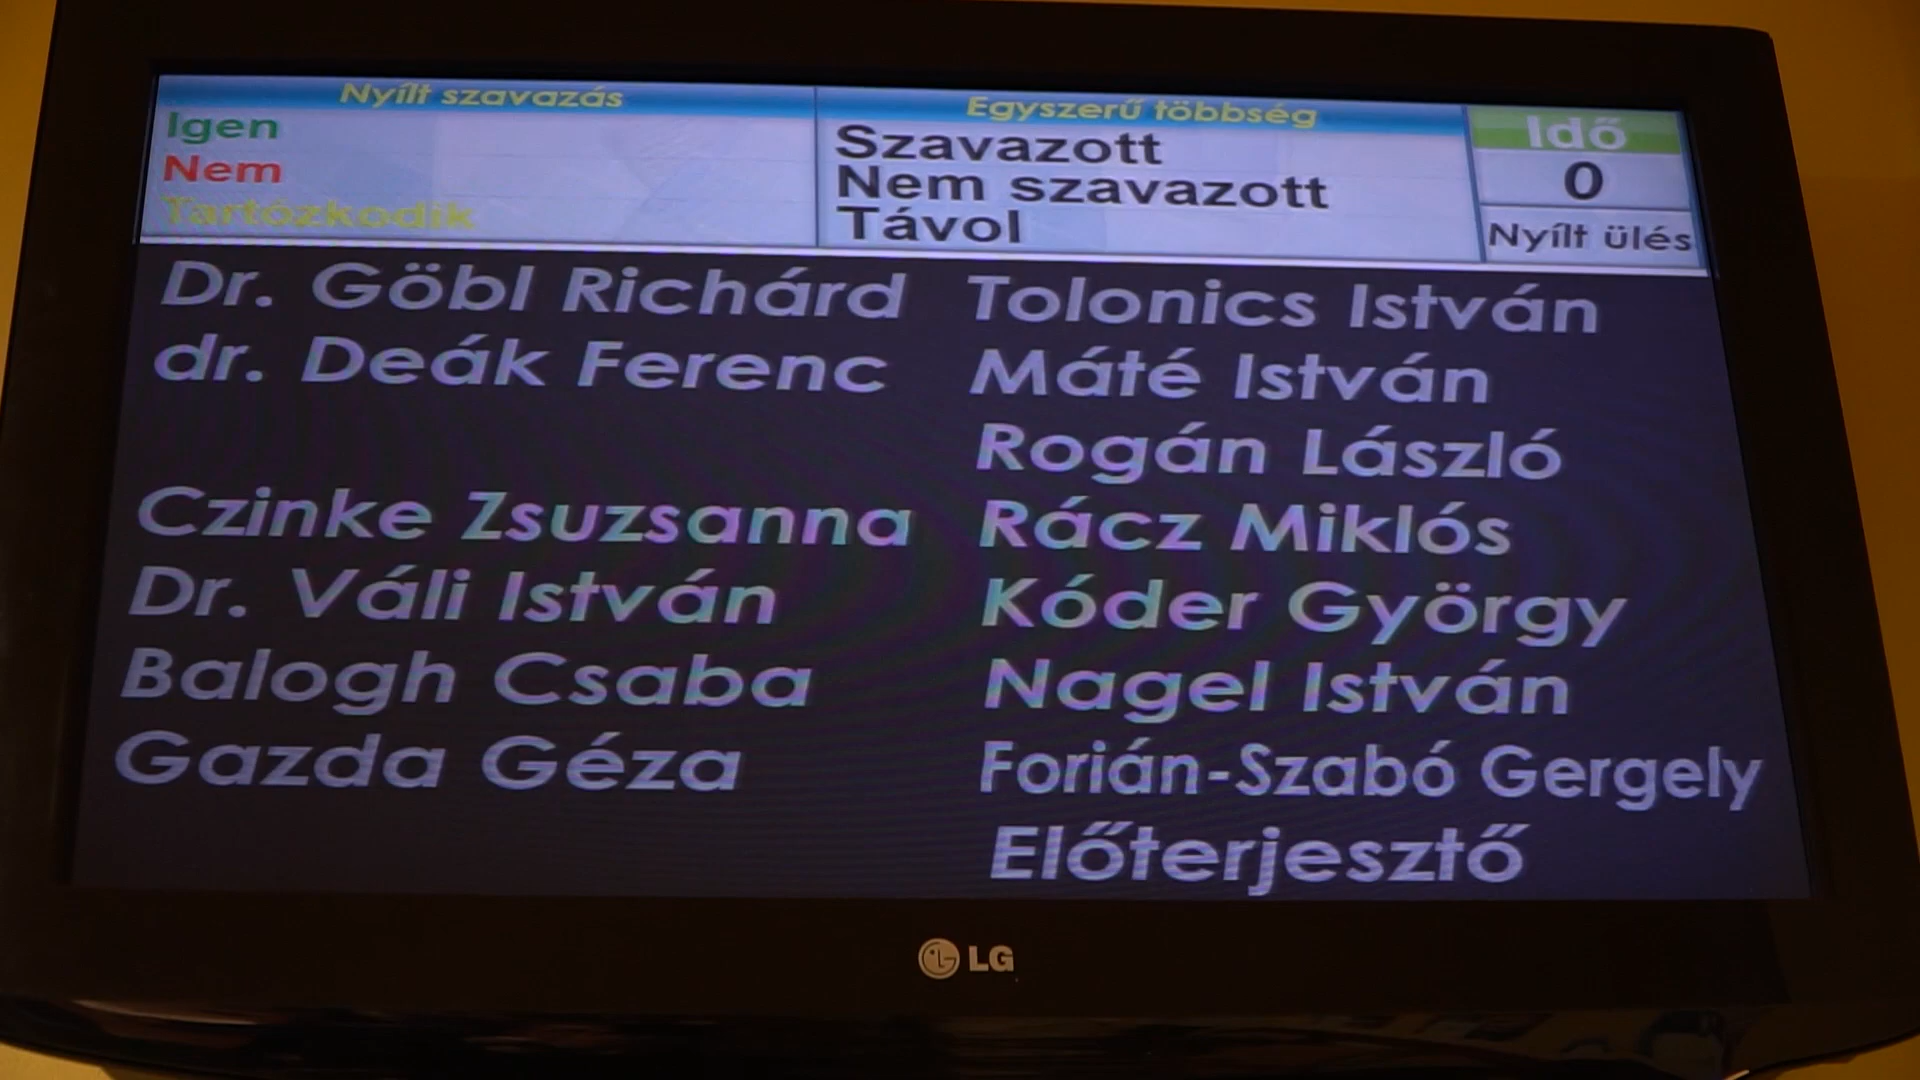 Nyílt szavazás
Igen
Nem
Tartózkodik
Egyszerű többség
Szavazott
Nem szavazott
Távol
Idő
0
Nyílt ülés
Dr. Göbl Richárd
dr. Deák Ferenc
Czinke Zsuzsanna
Dr. Váli István
Balogh Csaba
Gazda Géza
Tolonics István
Máté István
Rogán László
Rácz Miklós
Kóder György
Nagel István
Forián-Szabó Gergely
Előterjesztő
LG